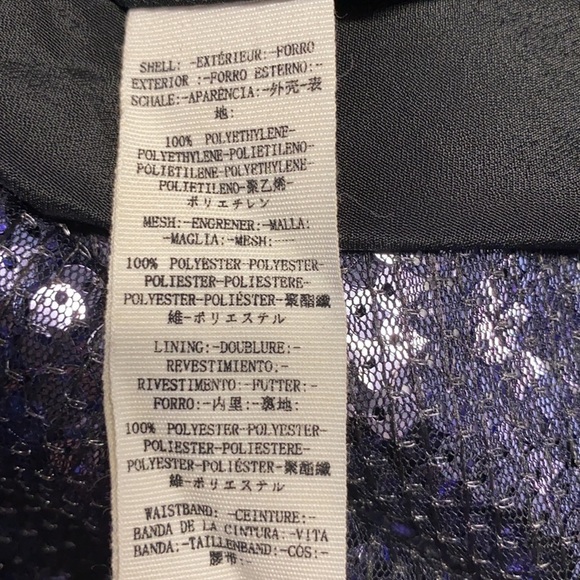 SHELL: -EXTÉRIEUR: -FORRO
EXTERIOR :-FORRO ESTERNO:-
SCHALE:-APARÊNCIA:-外壳-表
地:
100% POLYETHYLENE-
POLYETHYLENE-POLIETILENO-
POLIETILENE-POLYETHYLENE-
POLIETILENO-聚乙烯-
ポリエチレン
MESH:-ENGRENER-MALLA:
-MAGLIA:-MESH:
100% POLYESTER-POLYESTER-
POLIESTER-POLIESTERE-
POLYESTER-POLIÉSTER-聚酯纖
維-ポリエステル
LINING:-DOUBLURE:-
REVESTIMIENTO:-
RIVESTIMENTO:-FUTTER:-
FORRO:-内里:-裏地:
100% POLYESTER-POLYESTER-
POLIESTER-POLIESTERE-
POLYESTER-POLIÉSTER-聚酯纖
維-ポリエステル
WAISTBAND: -CEINTURE:-
BANDA DE LA CINTURA:-VITA
BANDA:-TAILLENBAND:-CÓS:-
腰帯:-